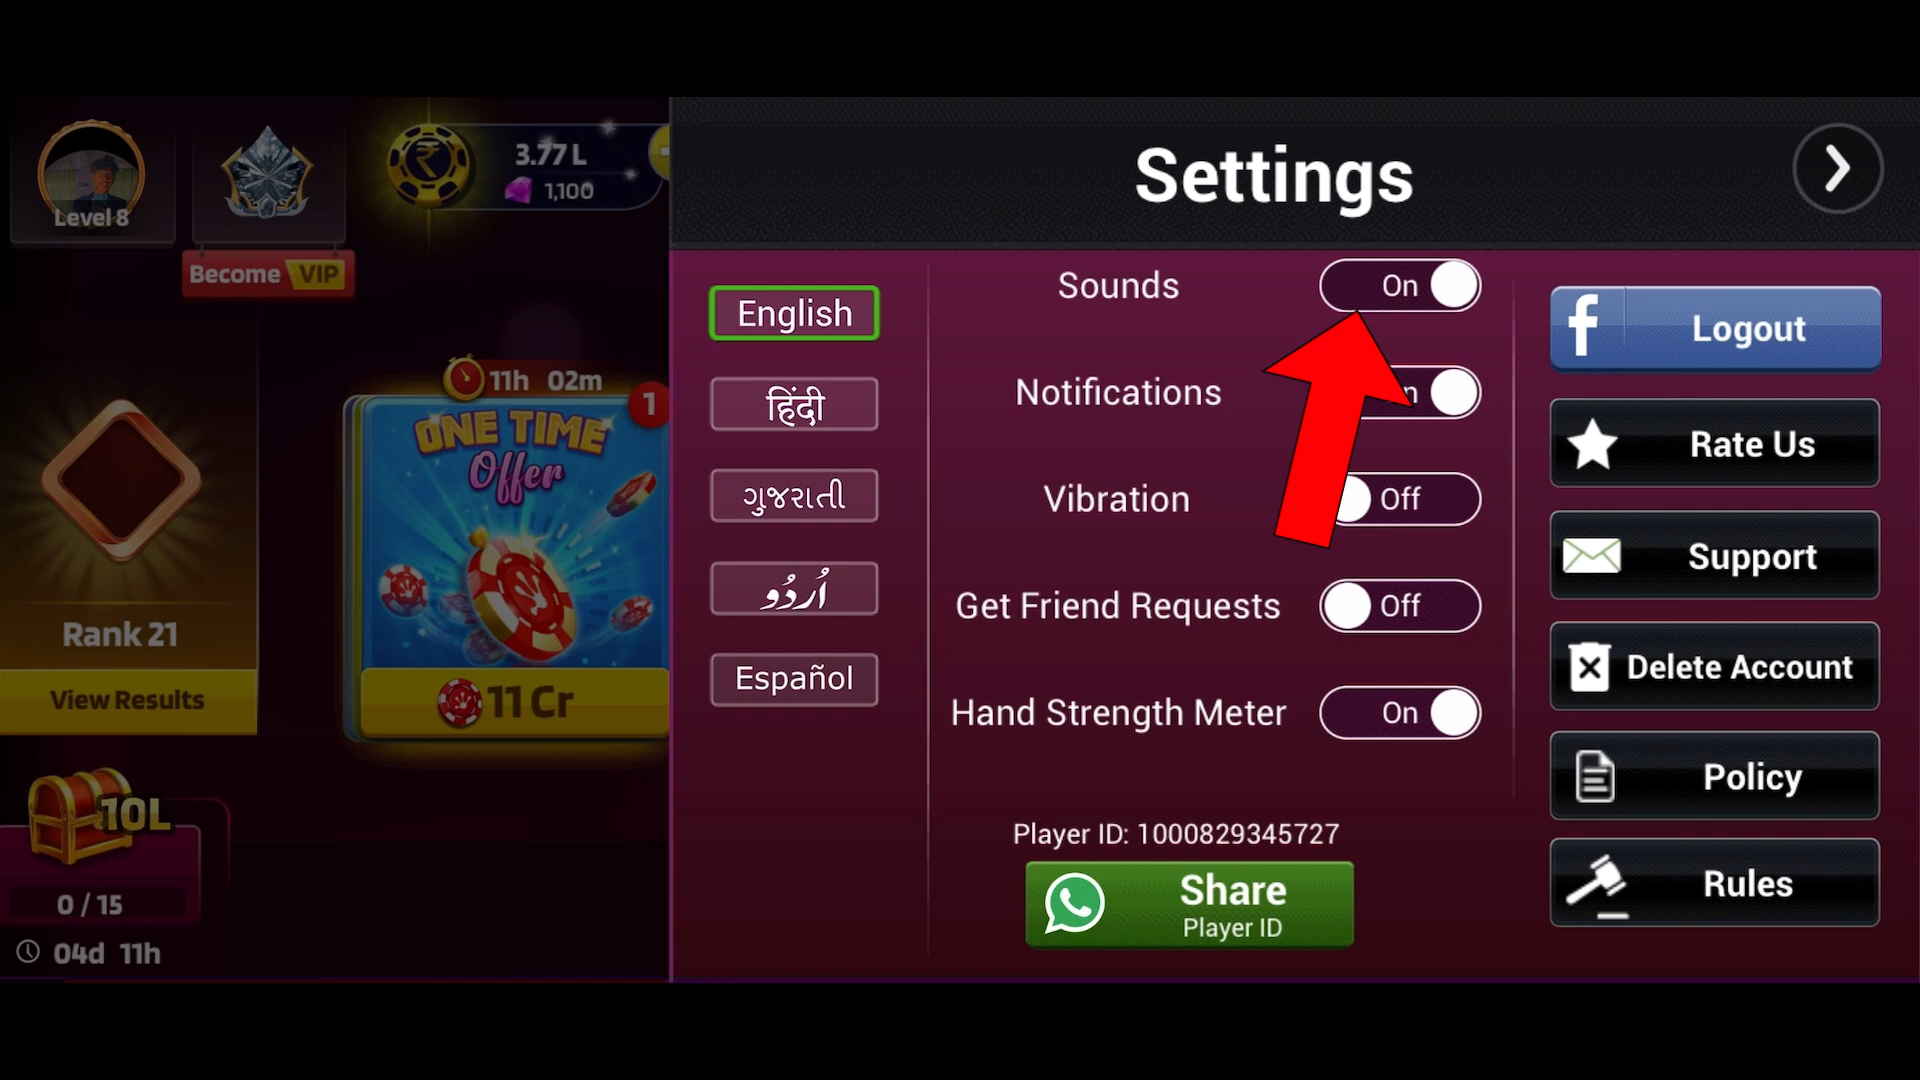 Level 8
Become VIP
3.77 L
1,100
11h 02m
1
ONE TIME
Offer
11 Cr
Rank 21
View Results
10L
0 / 15
04d 11h
Settings
English
हिंदी
ગુજરાતી
اُردُو
Español
Sounds On
Notifications
Vibration Off
Get Friend Requests Off
Hand Strength Meter On
Player ID: 1000829345727
Share
Player ID
Logout
Rate Us
Support
Delete Account
Policy
Rules